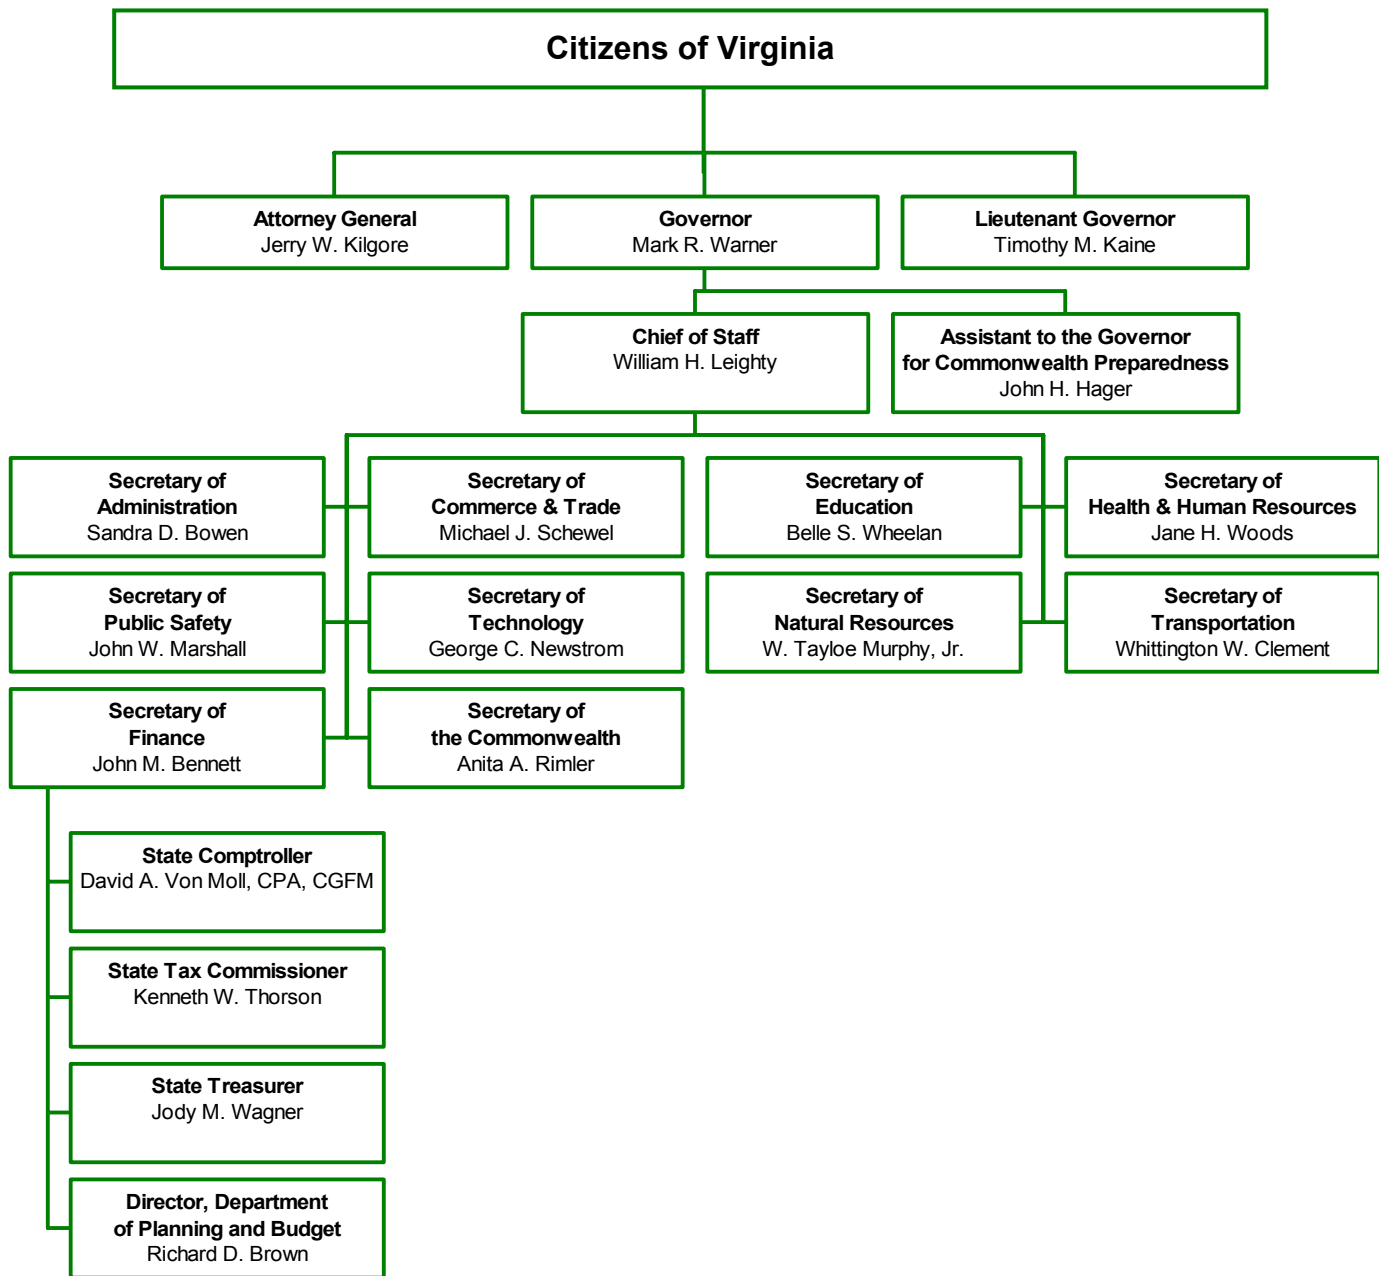 Citizens of Virginia
Attorney General
Jerry W. Kilgore
Governor
Mark R. Warner
Lieutenant Governor
Timothy M. Kaine
Chief of Staff
William H. Leighty
Assistant to the Governor
for Commonwealth Preparedness
John H. Hager
Secretary of
Administration
Sandra D. Bowen
Secretary of
Commerce & Trade
Michael J. Schewel
Secretary of
Education
Belle S. Wheelan
Secretary of
Health & Human Resources
Jane H. Woods
Secretary of
Public Safety
John W. Marshall
Secretary of
Technology
George C. Newstrom
Secretary of
Natural Resources
W. Tayloe Murphy, Jr.
Secretary of
Transportation
Whittington W. Clement
Secretary of
Finance
John M. Bennett
Secretary of
the Commonwealth
Anita A. Rimler
State Comptroller
David A. Von Moll, CPA, CGFM
State Tax Commissioner
Kenneth W. Thorson
State Treasurer
Jody M. Wagner
Director, Department
of Planning and Budget
Richard D. Brown